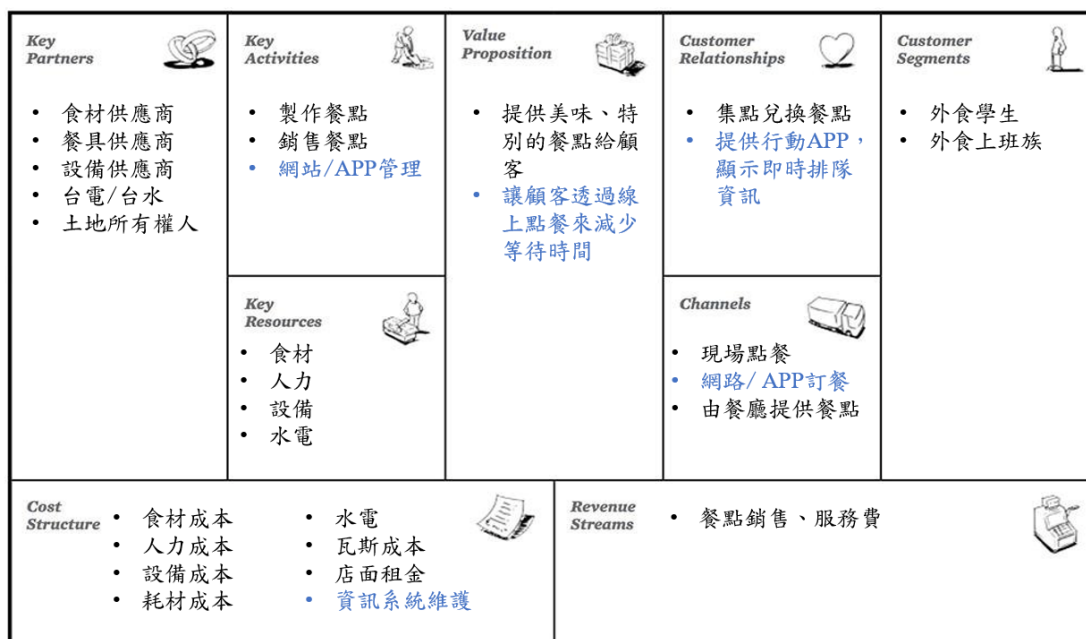 Key
Partners
• 食材供應商
• 餐具供應商
• 設備供應商
• 台電/台水
• 土地所有權人
Key
Activities
• 製作餐點
• 銷售餐點
• 網站/APP管理
Key
Resources
• 食材
• 人力
• 設備
• 水電
Value
Proposition
• 提供美味、特
別的餐點給顧
客
• 讓顧客透過線
上點餐來減少
等待時間
Customer
Relationships
• 集點兌換餐點
• 提供行動APP，
顯示即時排隊
資訊
Channels
• 現場點餐
• 網路/ APP訂餐
• 由餐廳提供餐點
Customer
Segments
• 外食學生
• 外食上班族
Cost
Structure
• 食材成本
• 人力成本
• 設備成本
• 耗材成本
• 水電
• 瓦斯成本
• 店面租金
• 資訊系統維護
Revenue
Streams
• 餐點銷售、服務費